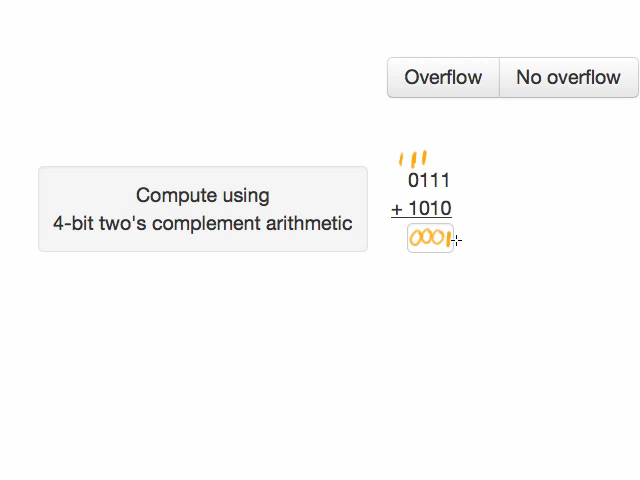 Overflow No overflow
111
0111
Compute using
+ 1010
4-bit two's complement arithmetic
0001